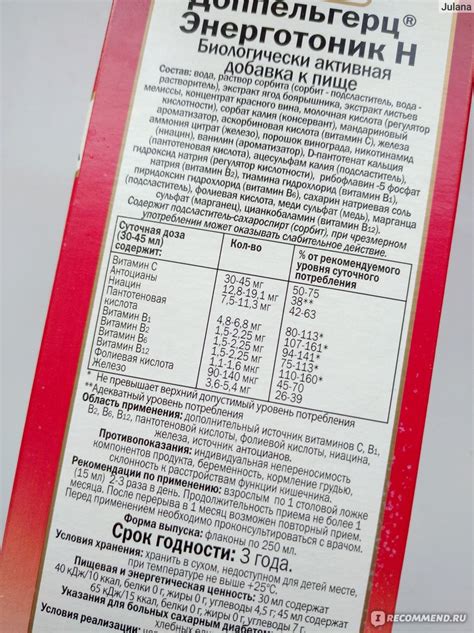 Julana
Доппельгерц®
Энерготоник Н
Биологически активная
добавка к пище
Состав: вода, раствор сорбита (сорбит - подсластитель, вода -
растворитель), экстракт ягод боярышника, экстракт листьев
мелиссы, концентрат красного вина, молочная кислота (регулятор
кислотности), сорбат калия (консервант), мандариновый
ароматизатор, аскорбиновая кислота (витамин С), железа
аммония цитрат (железо), порошок винограда, никотинамид
(ниацин), ванилин (ароматизатор), D-пантотенат кальция
(пантотеновая кислота), ацесульфам калия (подсластитель),
гидроксид натрия (регулятор кислотности), рибофлавин -5 фосфат
натрия (витамин В2), тиамина гидрохлорид (витамин В1),
пиридоксин гидрохлорид (витамин В6), сахарин натриевая соль
(подсластитель), фолиевая кислота, меди сульфат (медь), марганца
сульфат (марганец), цианкобаламин (витамин В12).
Содержит подсластитель-сахароспирт (сорбит), при чрезмерном
употреблении может оказывать слабительное действие.
Суточная доза
(30-45 мл)
содержит:
Кол-во
% от рекомендуемого
уровня суточного
потребления
Витамин С 30-45 мг 50-75
Антоцианы 12,8-19,1 мг 38**
Ниацин 7,5-11,3 мг 42-63
Пантотеновая
кислота 4,8-6,8 мг 80-113*
Витамин В1 1,5-2,25 мг 107-161*
Витамин В2 1,5-2,25 мг 94-141*
Витамин В6 1,5-2,25 мг 75-113*
Витамин В12 1,1-1,6 мкг 110-160*
Фолиевая кислота 90-140 мкг 45-70
Железо 3,6-5,4 мг 26-39
* Не превышает верхний допустимый уровень потребления
**Адекватный уровень потребления
Область применения: дополнительный источник витаминов С, В1,
В2, В6, В12, пантотеновой кислоты, фолиевой кислоты, ниацина,
железа, источник антоцианов.
Противопоказания: индивидуальная непереносимость
компонентов продукта, беременность, кормление грудью,
склонность к расстройствам функции кишечника.
Рекомендации по применению: взрослым по 1 столовой ложке
(15 мл) 2-3 раза в день. Продолжительность приема не более 1
месяца. После перерыва в 1 месяц возможен повторный прием.
Перед применением необходимо проконсультироваться с врачом.
Форма выпуска: флаконы по 250 мл.
Срок годности: 3 года.
Условия хранения: хранить в сухом, недоступном для детей месте,
при температуре не выше +25°С.
Пищевая и энергетическая ценность: 30 мл содержат
40 кДж/10 ккал, белки 0 г, жиры 0 г, углеводы 4,5 г; 45 мл содержат
65 кДж/15 ккал, белки 0 г, жиры 0 г, углеводы 7 г.
Указания для больных сахарным диабетом:
хлебных
Условия реализации:
IRECOMMEND.RU